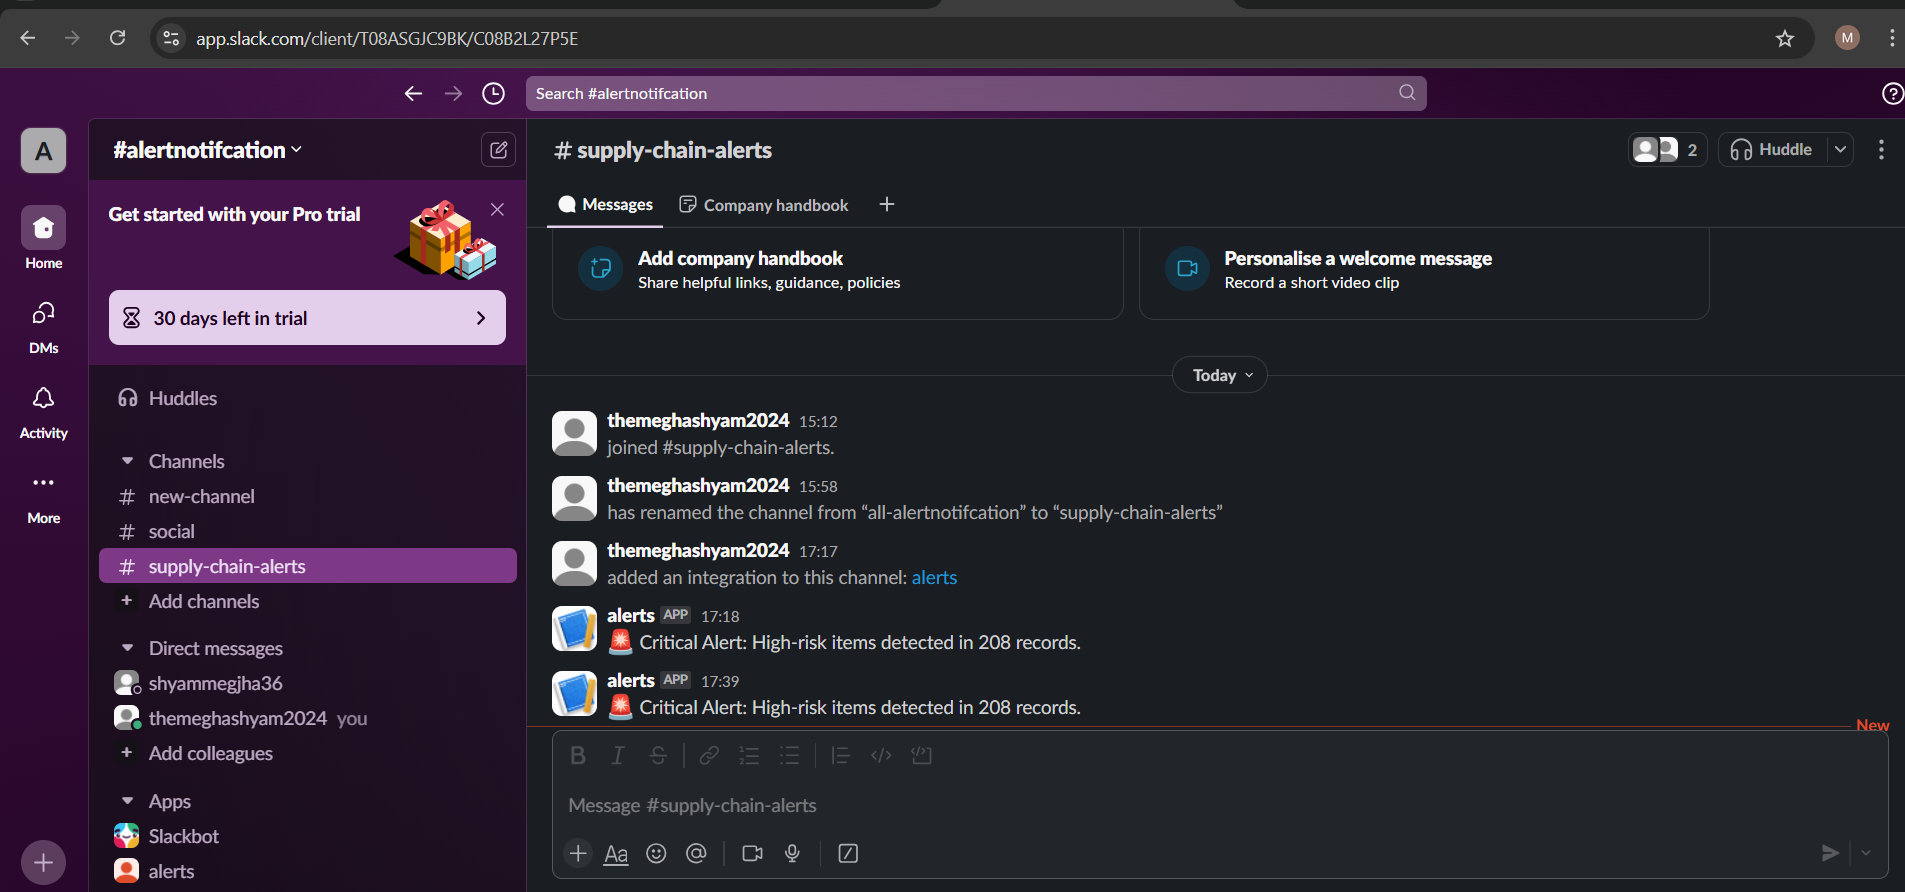 app.slack.com/client/T08ASGJC9BK/C08B2L27P5E
M
Search #alertnotifcation
A
Home
DMs
Activity
More
#alertnotifcation
Get started with your Pro trial
30 days left in trial
Huddles
Channels
# new-channel
# social
# supply-chain-alerts
+ Add channels
Direct messages
shyammegjha36
themeghashyam2024 you
+ Add colleagues
Apps
Slackbot
alerts
# supply-chain-alerts
2
Huddle
Messages
Company handbook
Add company handbook
Share helpful links, guidance, policies
Personalise a welcome message
Record a short video clip
Today
themeghashyam2024 15:12
joined #supply-chain-alerts.
themeghashyam2024 15:58
has renamed the channel from “all-alertnotifcation” to “supply-chain-alerts”
themeghashyam2024 17:17
added an integration to this channel: alerts
alerts APP 17:18
🚨 Critical Alert: High-risk items detected in 208 records.
alerts APP 17:39
🚨 Critical Alert: High-risk items detected in 208 records.
New
Message #supply-chain-alerts
Aa